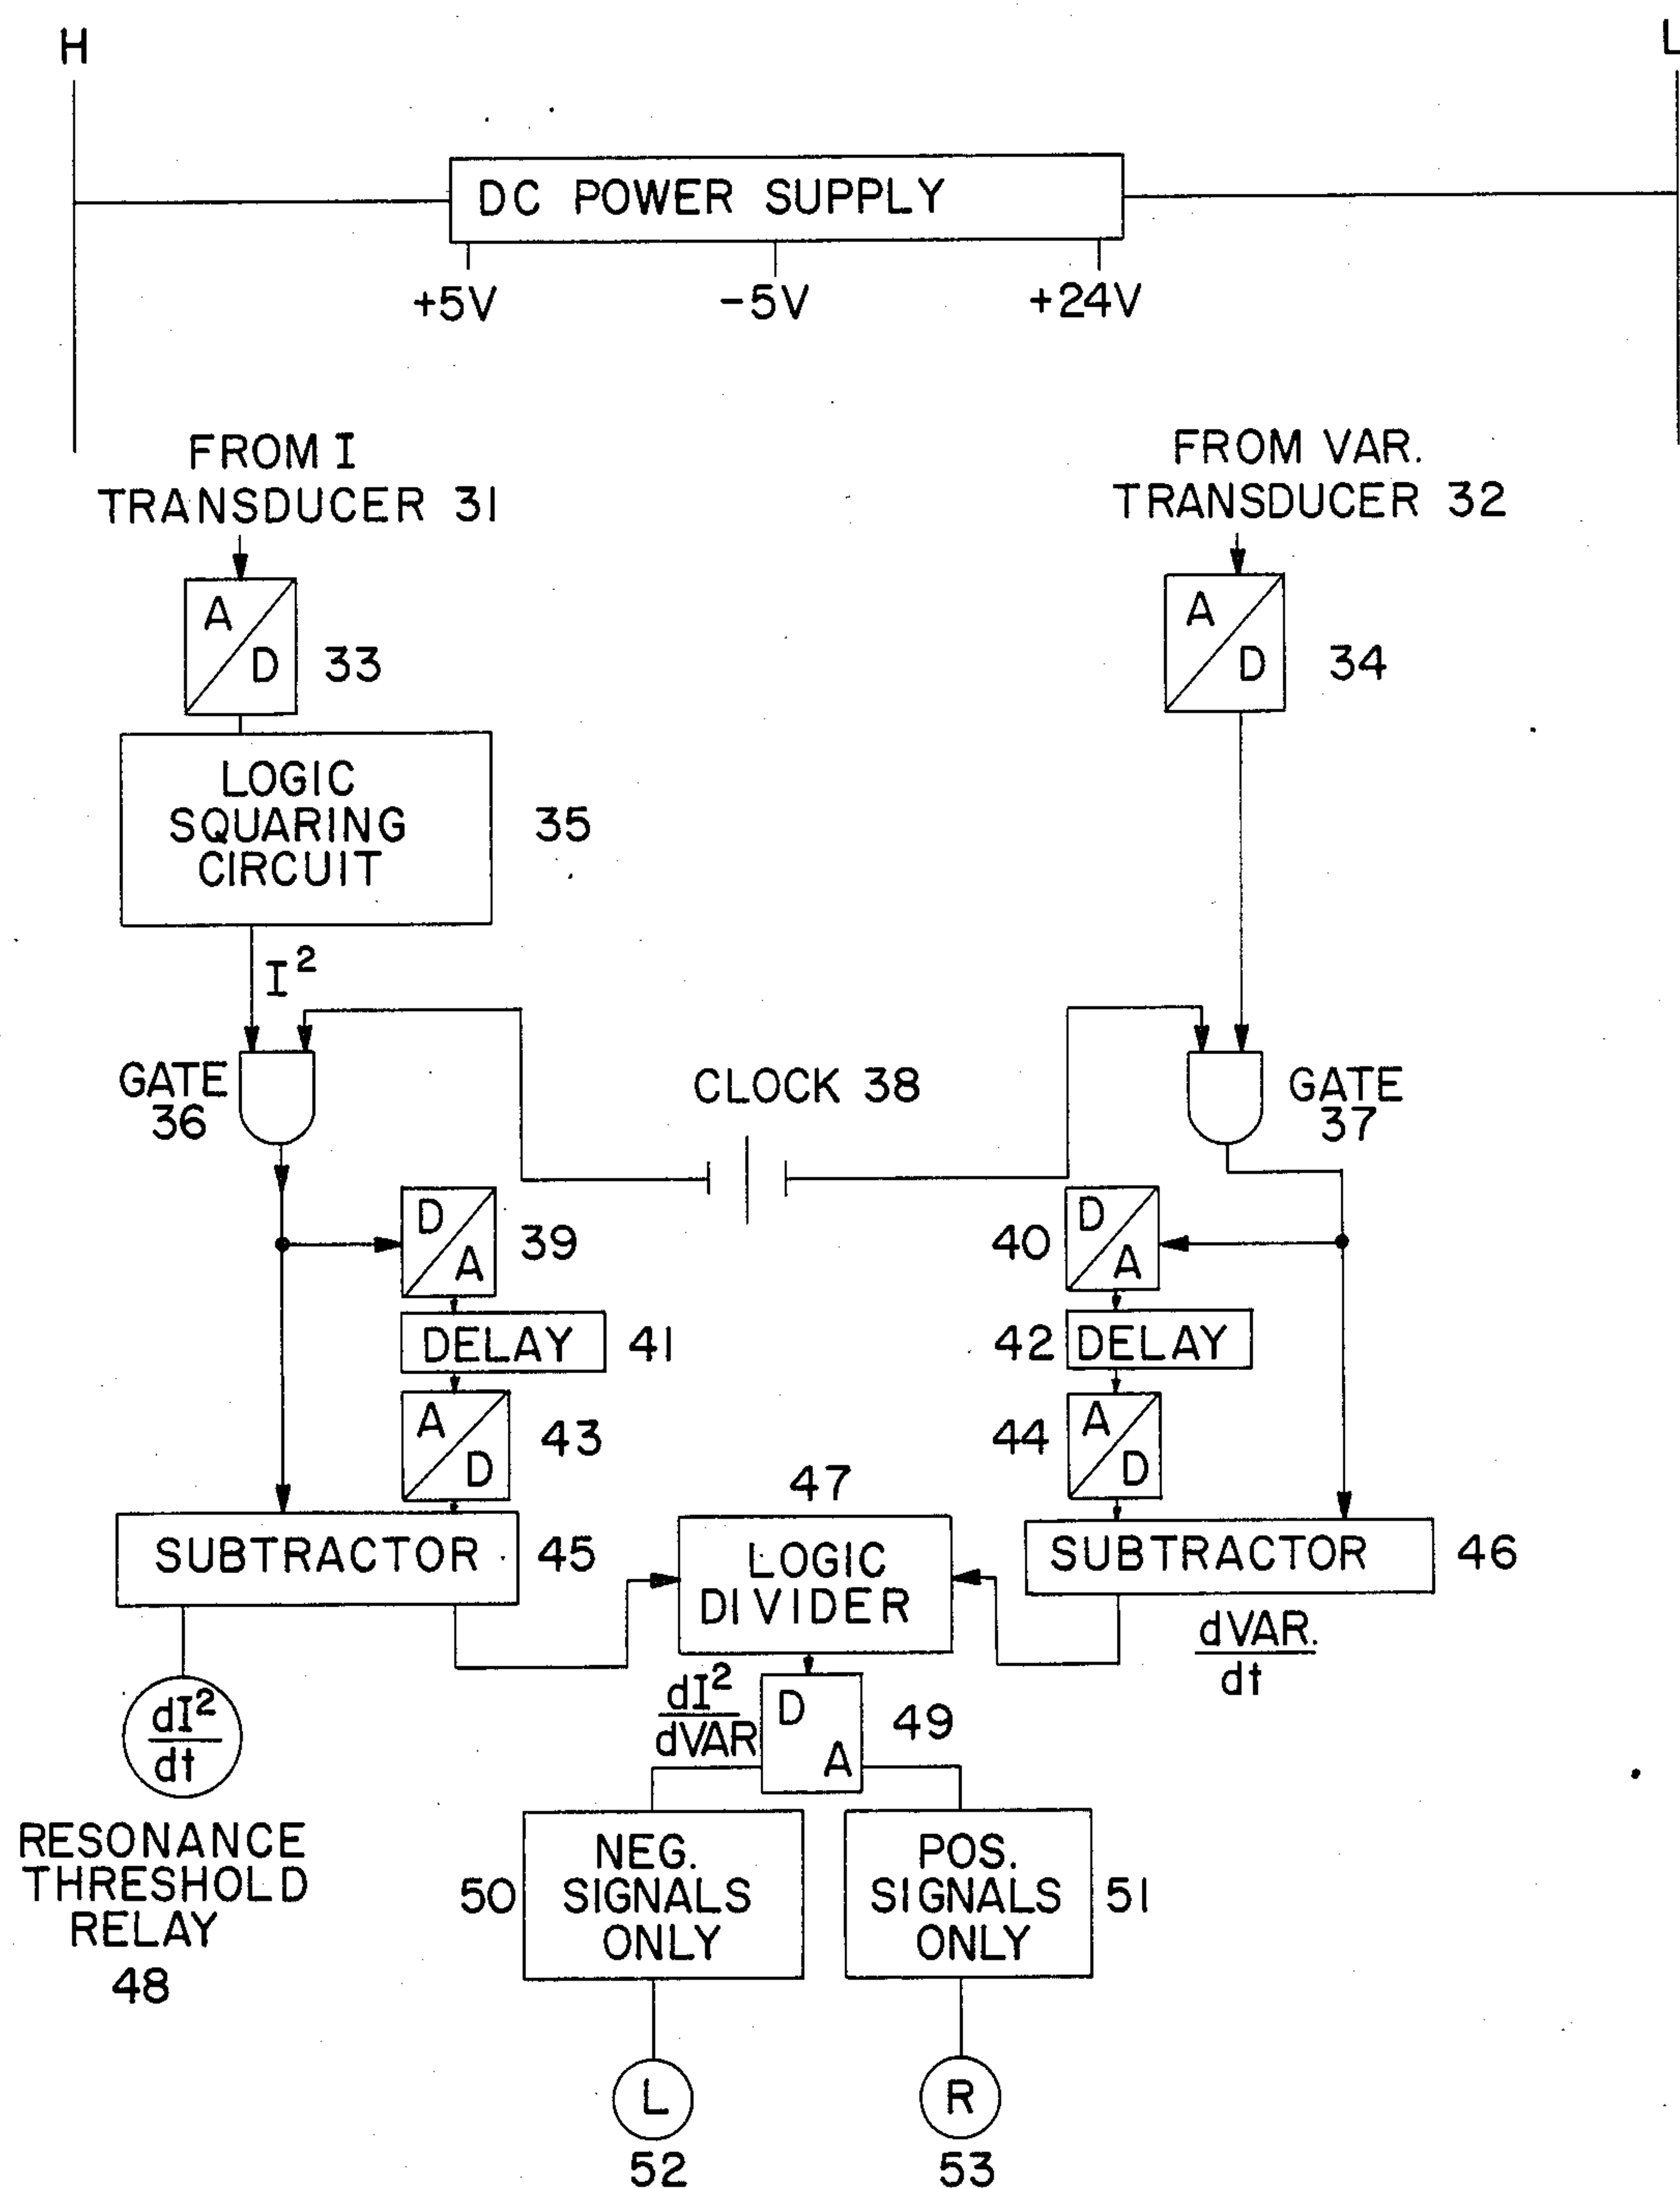 H
L
DC POWER SUPPLY
+5V
-5V
+24V
FROM I
TRANSDUCER 31
FROM VAR.
TRANSDUCER 32
A
D
33
A
D
34
LOGIC
SQUARING
CIRCUIT
35
I²
GATE
36
CLOCK 38
GATE
37
D
A
39
40
D
A
DELAY
41
42
DELAY
A
D
43
44
A
D
47
SUBTRACTOR
45
LOGIC
DIVIDER
SUBTRACTOR
46
dVAR.
dt
dI²
dt
dI²
dVAR
D
A
49
RESONANCE
THRESHOLD
RELAY
48
50
NEG.
SIGNALS
ONLY
POS.
SIGNALS
ONLY
51
L
R
52
53